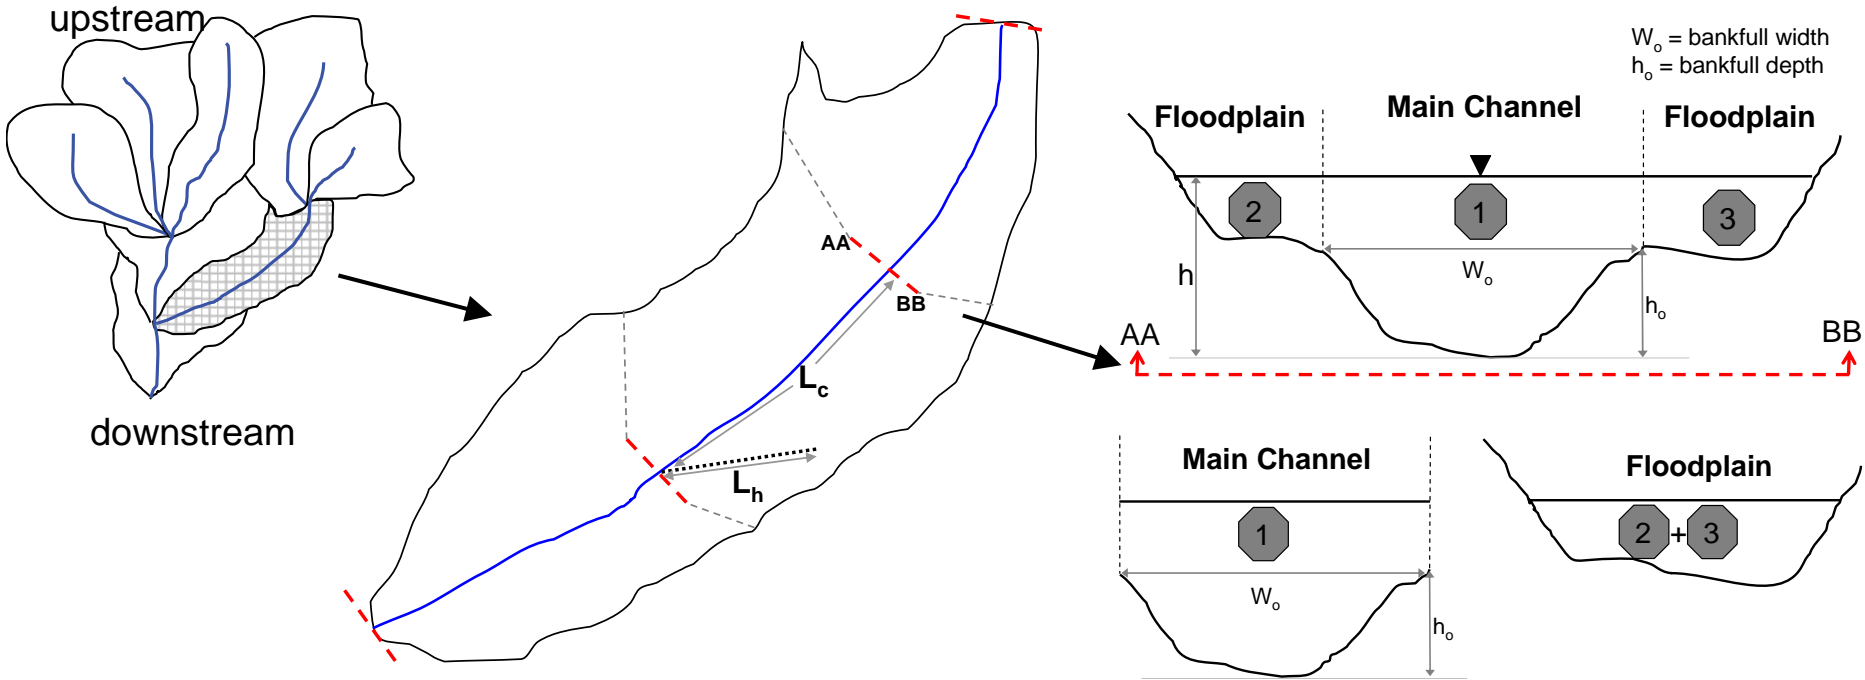 upstream
downstream
AA
BB
Lc
Lh
Wo = bankfull width
ho = bankfull depth
Floodplain
Main Channel
Floodplain
2
1
3
h
Wo
ho
AA
BB
Main Channel
1
Wo
ho
Floodplain
2 + 3